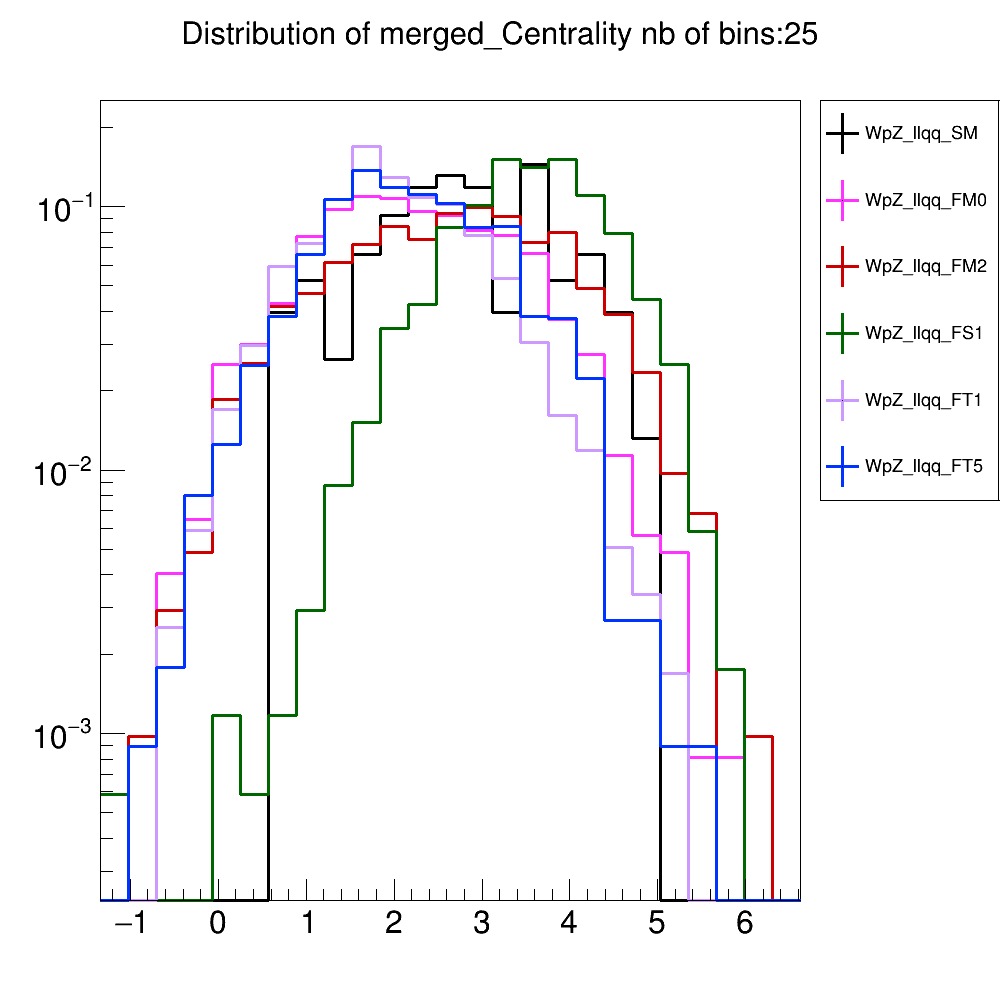 Distribution of merged_Centrality nb of bins:25
10⁻¹
10⁻²
10⁻³
−1 0 1 2 3 4 5 6
WpZ_llqq_SM
WpZ_llqq_FM0
WpZ_llqq_FM2
WpZ_llqq_FS1
WpZ_llqq_FT1
WpZ_llqq_FT5